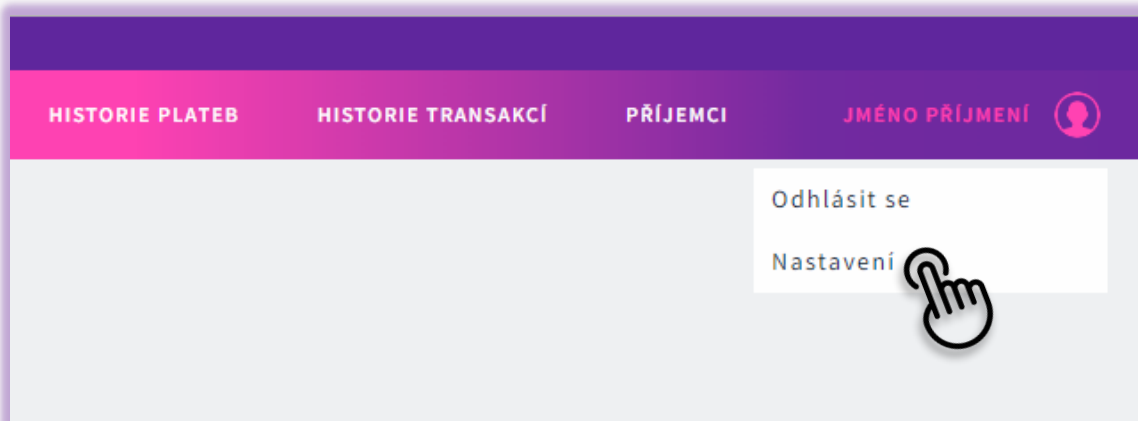 HISTORIE PLATEB HISTORIE TRANSAKCÍ PŘÍJEMCI JMÉNO PŘÍJMENÍ
Odhlásit se
Nastavení